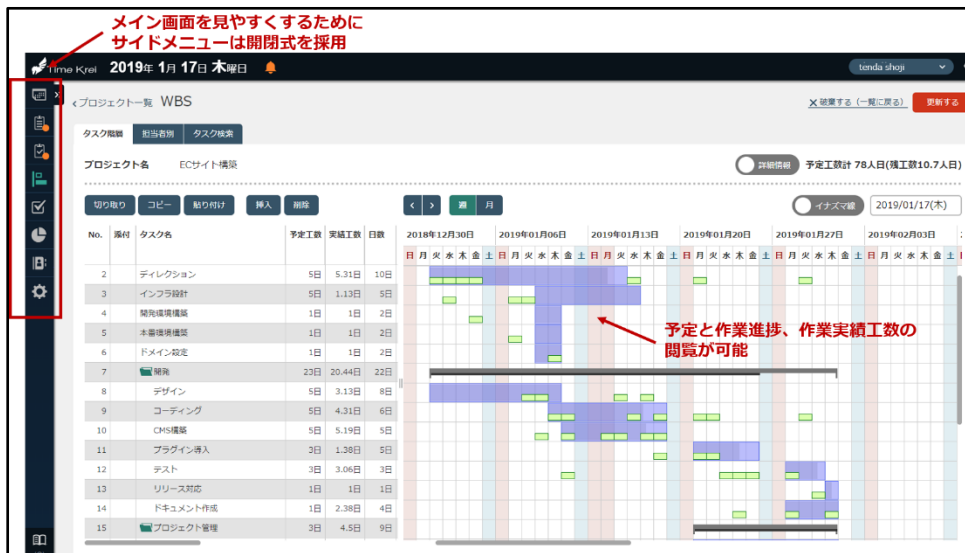 メイン画面を見やすくするために
サイドメニューは開閉式を採用
Time Krei 2019年 1月 17日 木曜日
tenda shoji
プロジェクト一覧 WBS
破棄する（一覧に戻る） 更新する
タスク階層 担当者別 タスク検索
プロジェクト名 ECサイト構築
詳細情報 予定工数計 78人日(残工数10.7人日)
切り取り コピー 貼り付け 挿入 削除 週 月
イナズマ線 2019/01/17(木)
No. 添付 タスク名 予定工数 実績工数 日数 2018年12月30日 2019年01月06日 2019年01月13日 2019年01月20日 2019年01月27日 2019年02月03日
日 月 火 水 木 金 土 日 月 火 水 木 金 土 日 月 火 水 木 金 土 日 月 火 水 木 金 土 日 月 火 水 木 金 土 日 月 火 水 木 金 土
2 ディレクション 5日 5.31日 10日
3 インフラ設計 5日 1.13日 5日
4 開発環境構築 1日 1日 2日
5 本番環境構築 1日 1日 2日
6 ドメイン設定 1日 1日 2日
予定と作業進捗、作業実績工数の
閲覧が可能
7 開発 23日 20.44日 22日
8 デザイン 5日 3.13日 8日
9 コーディング 5日 4.31日 6日
10 CMS構築 5日 5.19日 5日
11 プラグイン導入 3日 1.38日 5日
12 テスト 3日 3.06日 3日
13 リリース対応 1日 1日 1日
14 ドキュメント作成 1日 2.38日 4日
15 プロジェクト管理 3日 4.5日 9日